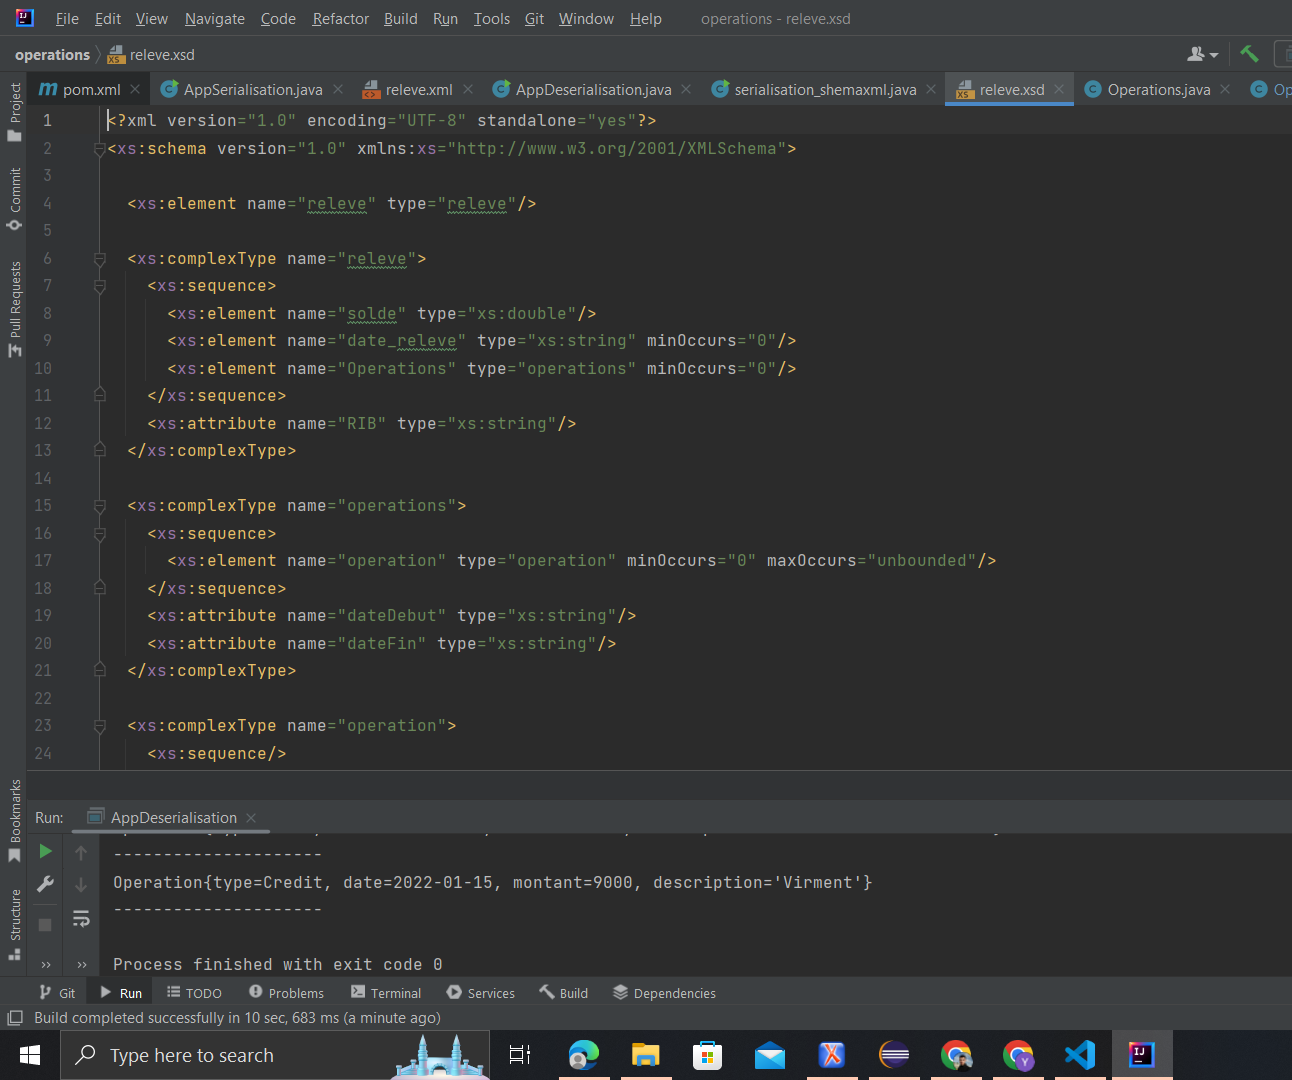 File Edit View Navigate Code Refactor Build Run Tools Git Window Help operations - releve.xsd
operations releve.xsd
pom.xml AppSerialisation.java releve.xml AppDeserialisation.java serialisation_shemaxml.java releve.xsd Operations.java Op
Project
Commit
Pull Requests
1 <?xml version="1.0" encoding="UTF-8" standalone="yes"?>
2 <xs:schema version="1.0" xmlns:xs="http://www.w3.org/2001/XMLSchema">
3
4 <xs:element name="releve" type="releve"/>
5
6 <xs:complexType name="releve">
7 <xs:sequence>
8 <xs:element name="solde" type="xs:double"/>
9 <xs:element name="date_releve" type="xs:string" minOccurs="0"/>
10 <xs:element name="Operations" type="operations" minOccurs="0"/>
11 </xs:sequence>
12 <xs:attribute name="RIB" type="xs:string"/>
13 </xs:complexType>
14
15 <xs:complexType name="operations">
16 <xs:sequence>
17 <xs:element name="operation" type="operation" minOccurs="0" maxOccurs="unbounded"/>
18 </xs:sequence>
19 <xs:attribute name="dateDebut" type="xs:string"/>
20 <xs:attribute name="dateFin" type="xs:string"/>
21 </xs:complexType>
22
23 <xs:complexType name="operation">
24 <xs:sequence/>
Bookmarks
Structure
Run: AppDeserialisation
---------------------
Operation{type=Credit, date=2022-01-15, montant=9000, description='Virment'}
---------------------
Process finished with exit code 0
Git Run TODO Problems Terminal Services Build Dependencies
Build completed successfully in 10 sec, 683 ms (a minute ago)
Type here to search